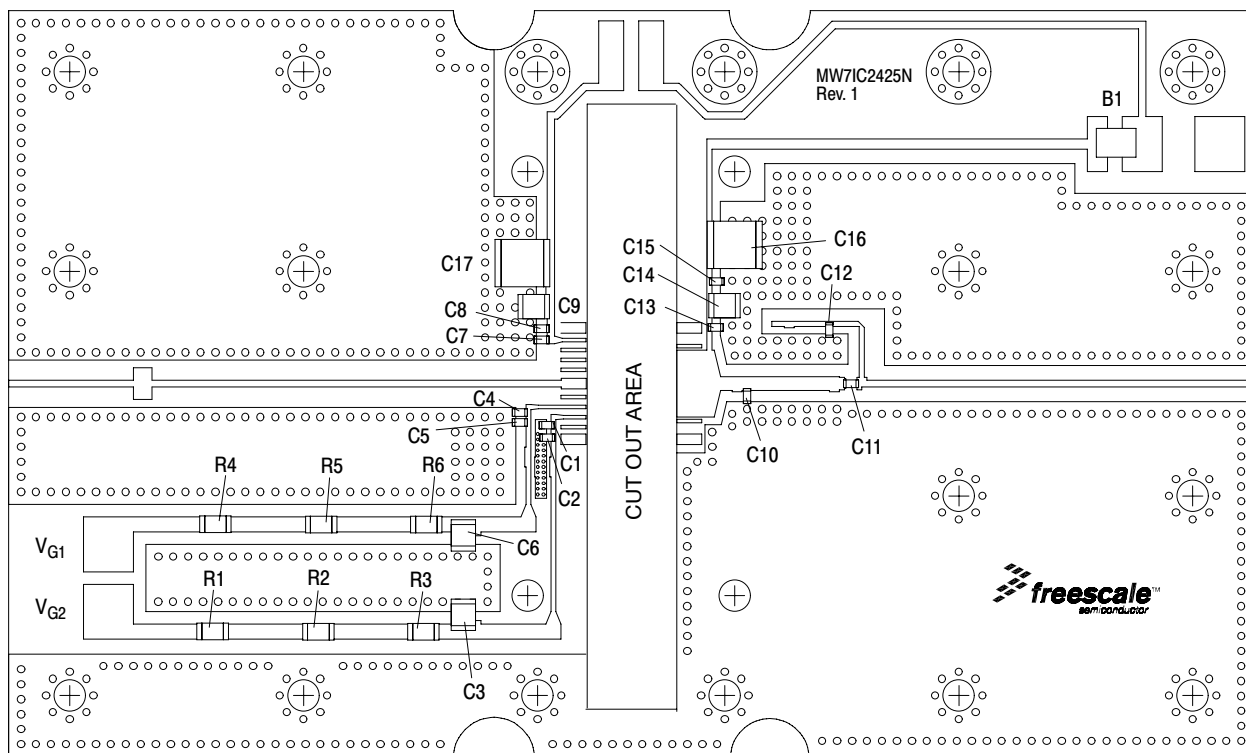 MW7IC2425N
Rev. 1
B1
C17
C9
C8
C7
C15
C16
C14
C12
C13
C4
C5
C1
C2
C10
C11
CUT OUT AREA
R4
R5
R6
VG1
C6
R1
R2
R3
VG2
C3
freescale™
semiconductor